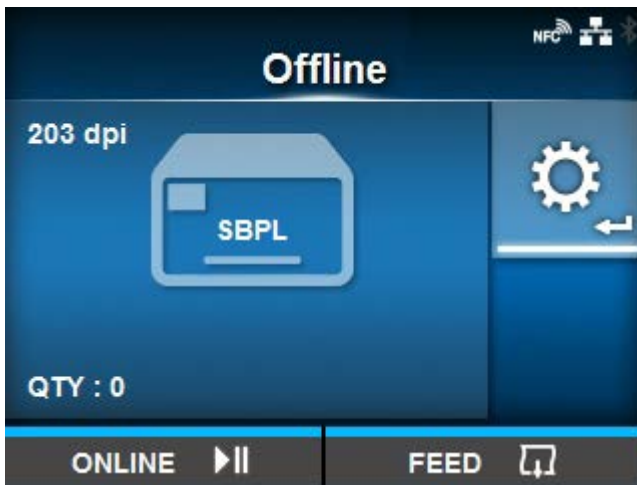 NFC
Offline
203 dpi
SBPL
QTY : 0
ONLINE
FEED